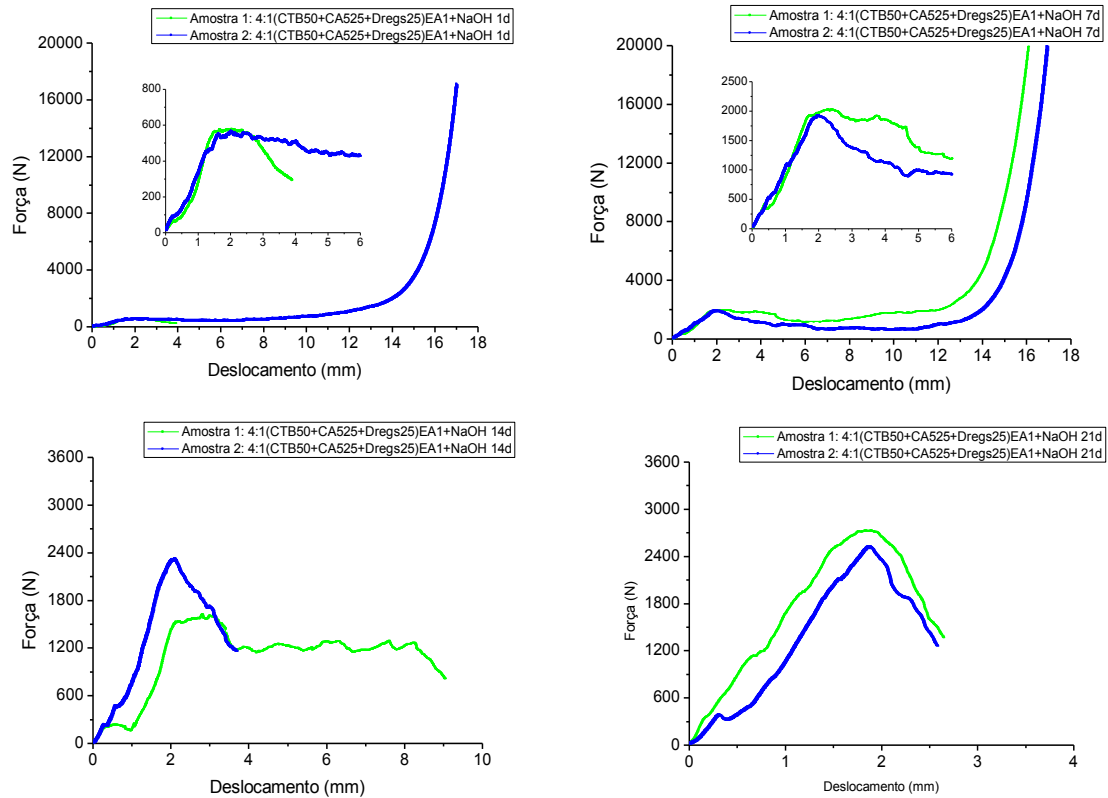 Amostra 1: 4:1(CTB50+CA525+Dregs25)EA1+NaOH 1d
Amostra 2: 4:1(CTB50+CA525+Dregs25)EA1+NaOH 1d
20000
16000
12000
8000
4000
0
Força (N)
800
600
400
200
0
0 1 2 3 4 5 6
0 2 4 6 8 10 12 14 16 18
Deslocamento (mm)
Amostra 1: 4:1(CTB50+CA525+Dregs25)EA1+NaOH 7d
Amostra 2: 4:1(CTB50+CA525+Dregs25)EA1+NaOH 7d
20000
16000
12000
8000
4000
0
Força (N)
2500
2000
1500
1000
500
0
0 1 2 3 4 5 6
0 2 4 6 8 10 12 14 16 18
Deslocamento (mm)
Amostra 1: 4:1(CTB50+CA525+Dregs25)EA1+NaOH 14d
Amostra 2: 4:1(CTB50+CA525+Dregs25)EA1+NaOH 14d
3600
3000
2400
1800
1200
600
0
Força (N)
0 2 4 6 8 10
Deslocamento (mm)
Amostra 1: 4:1(CTB50+CA525+Dregs25)EA1+NaOH 21d
Amostra 2: 4:1(CTB50+CA525+Dregs25)EA1+NaOH 21d
3600
3000
2400
1800
1200
600
0
Força (N)
0 1 2 3 4
Deslocamento (mm)